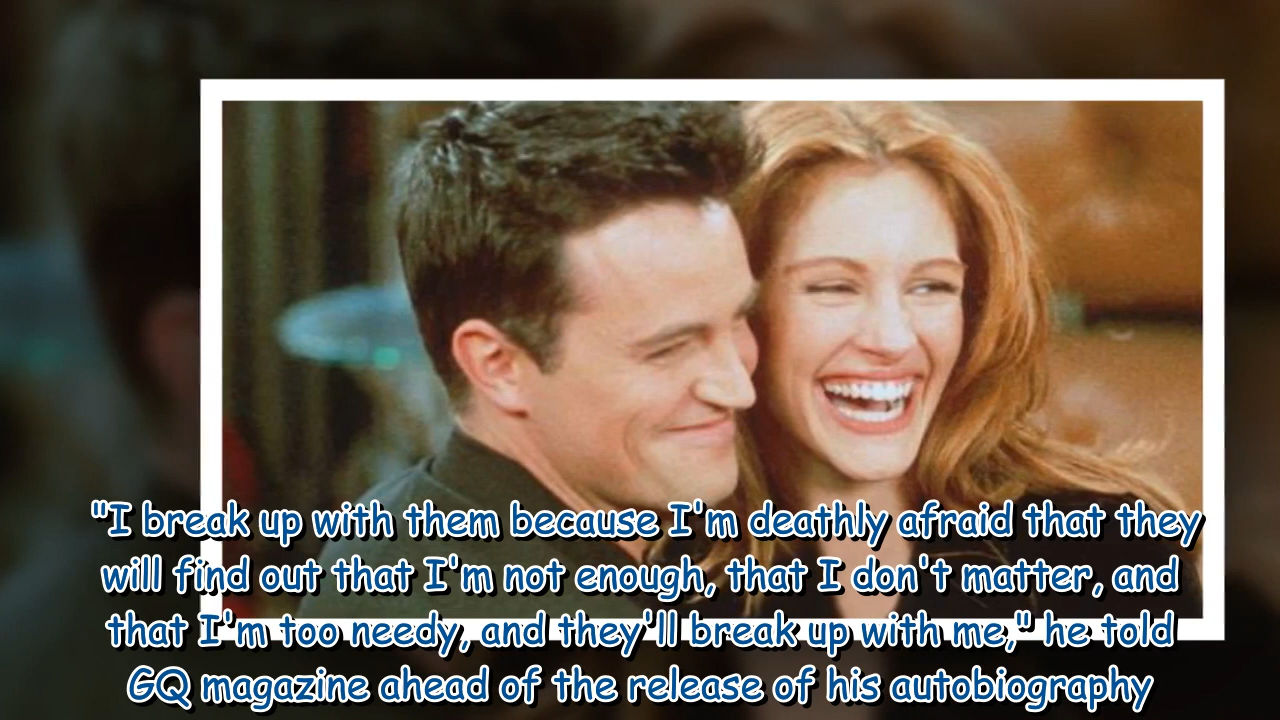 "I break up with them because I'm deathly afraid that they
will find out that I'm not enough, that I don't matter, and
that I'm too needy, and they'll break up with me," he told
GQ magazine ahead of the release of his autobiography